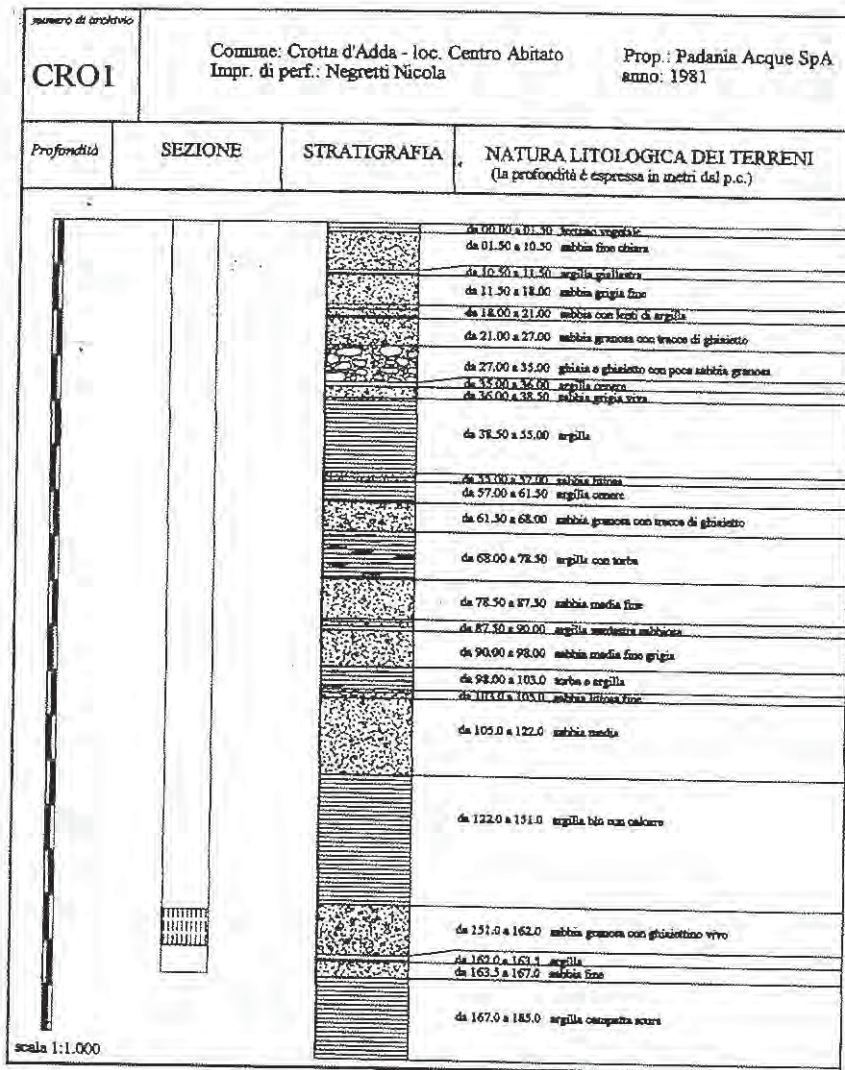 numero di archivio
CRO1
Comune: Crotta d'Adda - loc. Centro Abitato
Impr. di perf.: Negretti Nicola
Prop.: Padania Acque SpA
anno: 1981
Profondità
SEZIONE
STRATIGRAFIA
NATURA LITOLOGICA DEI TERRENI
(la profondità è espressa in metri dal p.c.)
da 00.00 a 01.50 terreno vegetale
da 01.50 a 10.50 sabbia fine chiara
da 10.50 a 11.50 argilla giallastra
da 11.50 a 18.00 sabbia grigia fine
da 18.00 a 21.00 sabbia con lenti di argilla
da 21.00 a 27.00 sabbia granosa con tracce di ghiaietto
da 27.00 a 35.00 ghiaia e ghiaietto con poca sabbia granosa
da 35.00 a 36.00 argilla cenere
da 36.00 a 38.50 sabbia grigia viva
da 38.50 a 55.00 argilla
da 55.00 a 57.00 sabbia limosa
da 57.00 a 61.50 argilla cenere
da 61.50 a 68.00 sabbia granosa con tracce di ghiaietto
da 68.00 a 78.50 argilla con torba
da 78.50 a 87.50 sabbia media fine
da 87.50 a 90.00 argilla verdastra sabbiosa
da 90.00 a 98.00 sabbia media fine grigia
da 98.00 a 103.0 torba e argilla
da 103.0 a 105.0 sabbia limosa fine
da 105.0 a 122.0 sabbia media
da 122.0 a 151.0 argilla blu con calcare
da 151.0 a 162.0 sabbia granosa con ghiaiettino vivo
da 162.0 a 163.5 argilla
da 163.5 a 167.0 sabbia fine
da 167.0 a 185.0 argilla compatta scura
scala 1:1.000